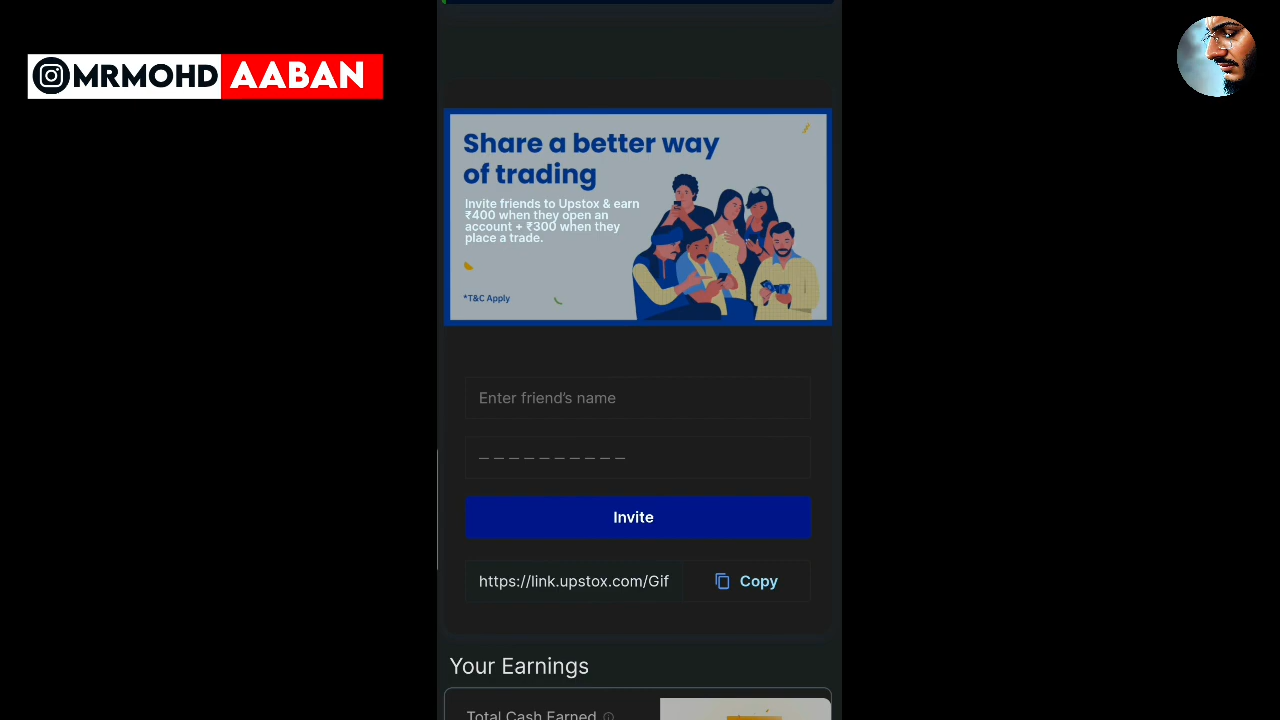 MRMOHD AABAN
Share a better way
of trading
Invite friends to Upstox & earn
₹400 when they open an
account + ₹300 when they
place a trade.
*T&C Apply
Enter friend's name
Invite
https://link.upstox.com/Gif
Copy
Your Earnings
Total Cash Earned